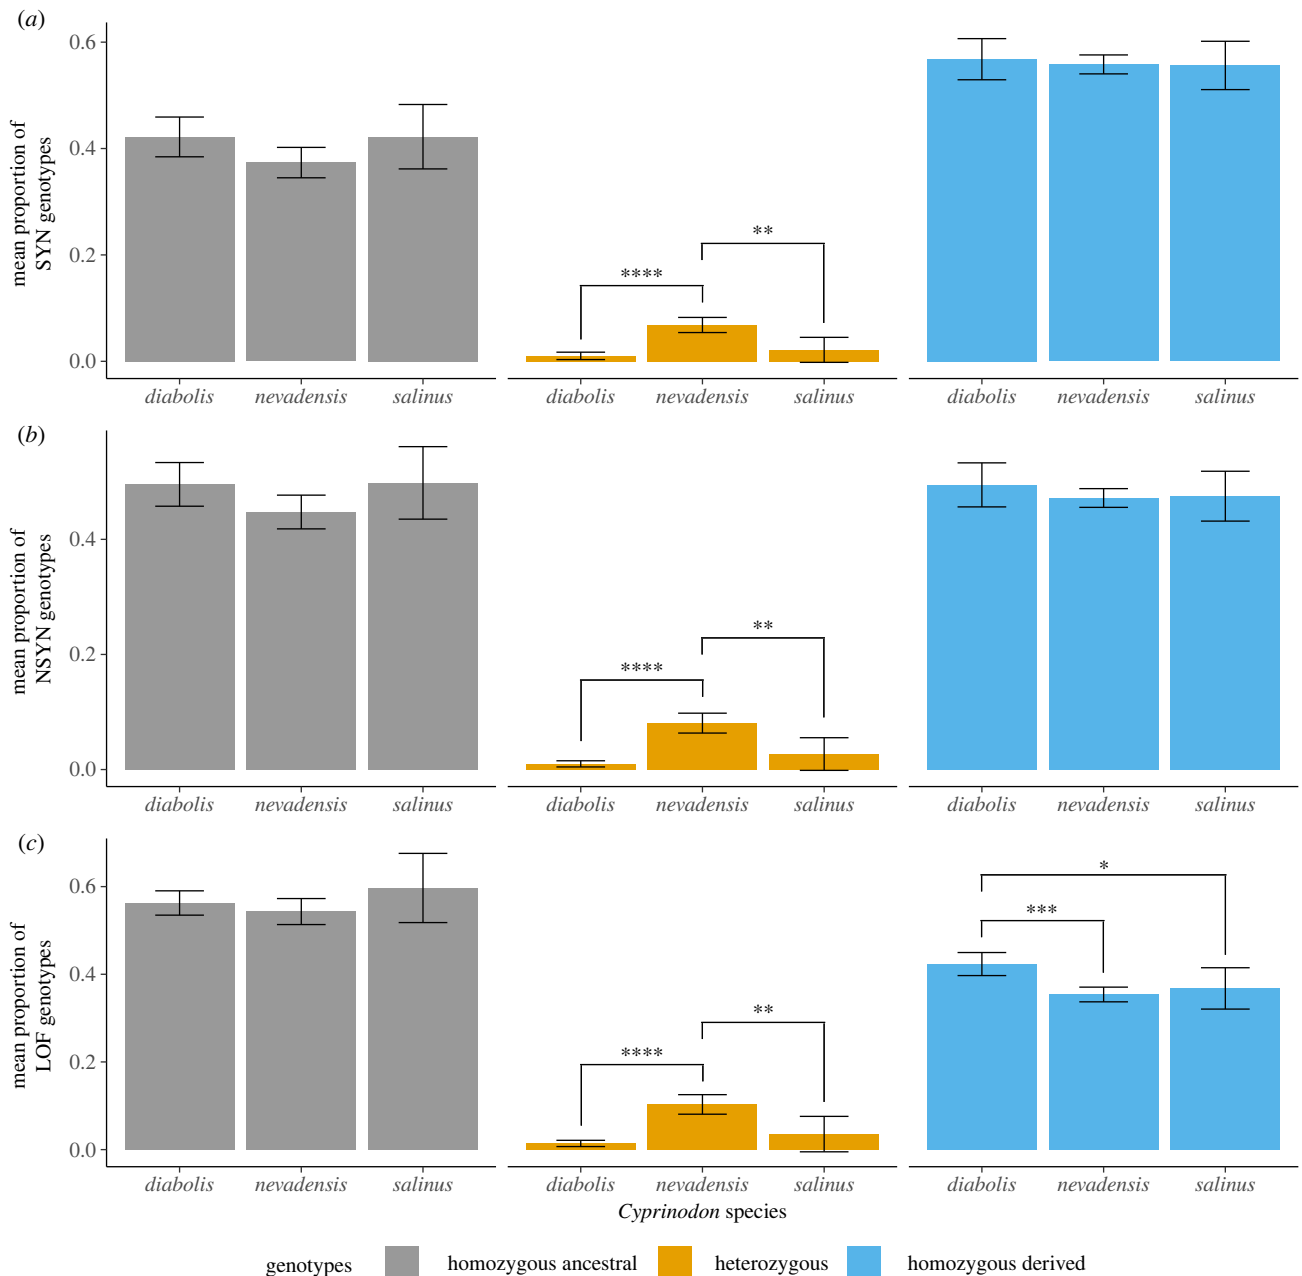 (a)
mean proportion of
SYN genotypes
0.6
0.4
0.2
0.0
****
**
diabolis nevadensis salinus diabolis nevadensis salinus diabolis nevadensis salinus
(b)
mean proportion of
NSYN genotypes
0.4
0.2
0.0
****
**
diabolis nevadensis salinus diabolis nevadensis salinus diabolis nevadensis salinus
(c)
mean proportion of
LOF genotypes
0.6
0.4
0.2
0.0
****
**
***
*
diabolis nevadensis salinus diabolis nevadensis salinus diabolis nevadensis salinus
Cyprinodon species
genotypes homozygous ancestral heterozygous homozygous derived